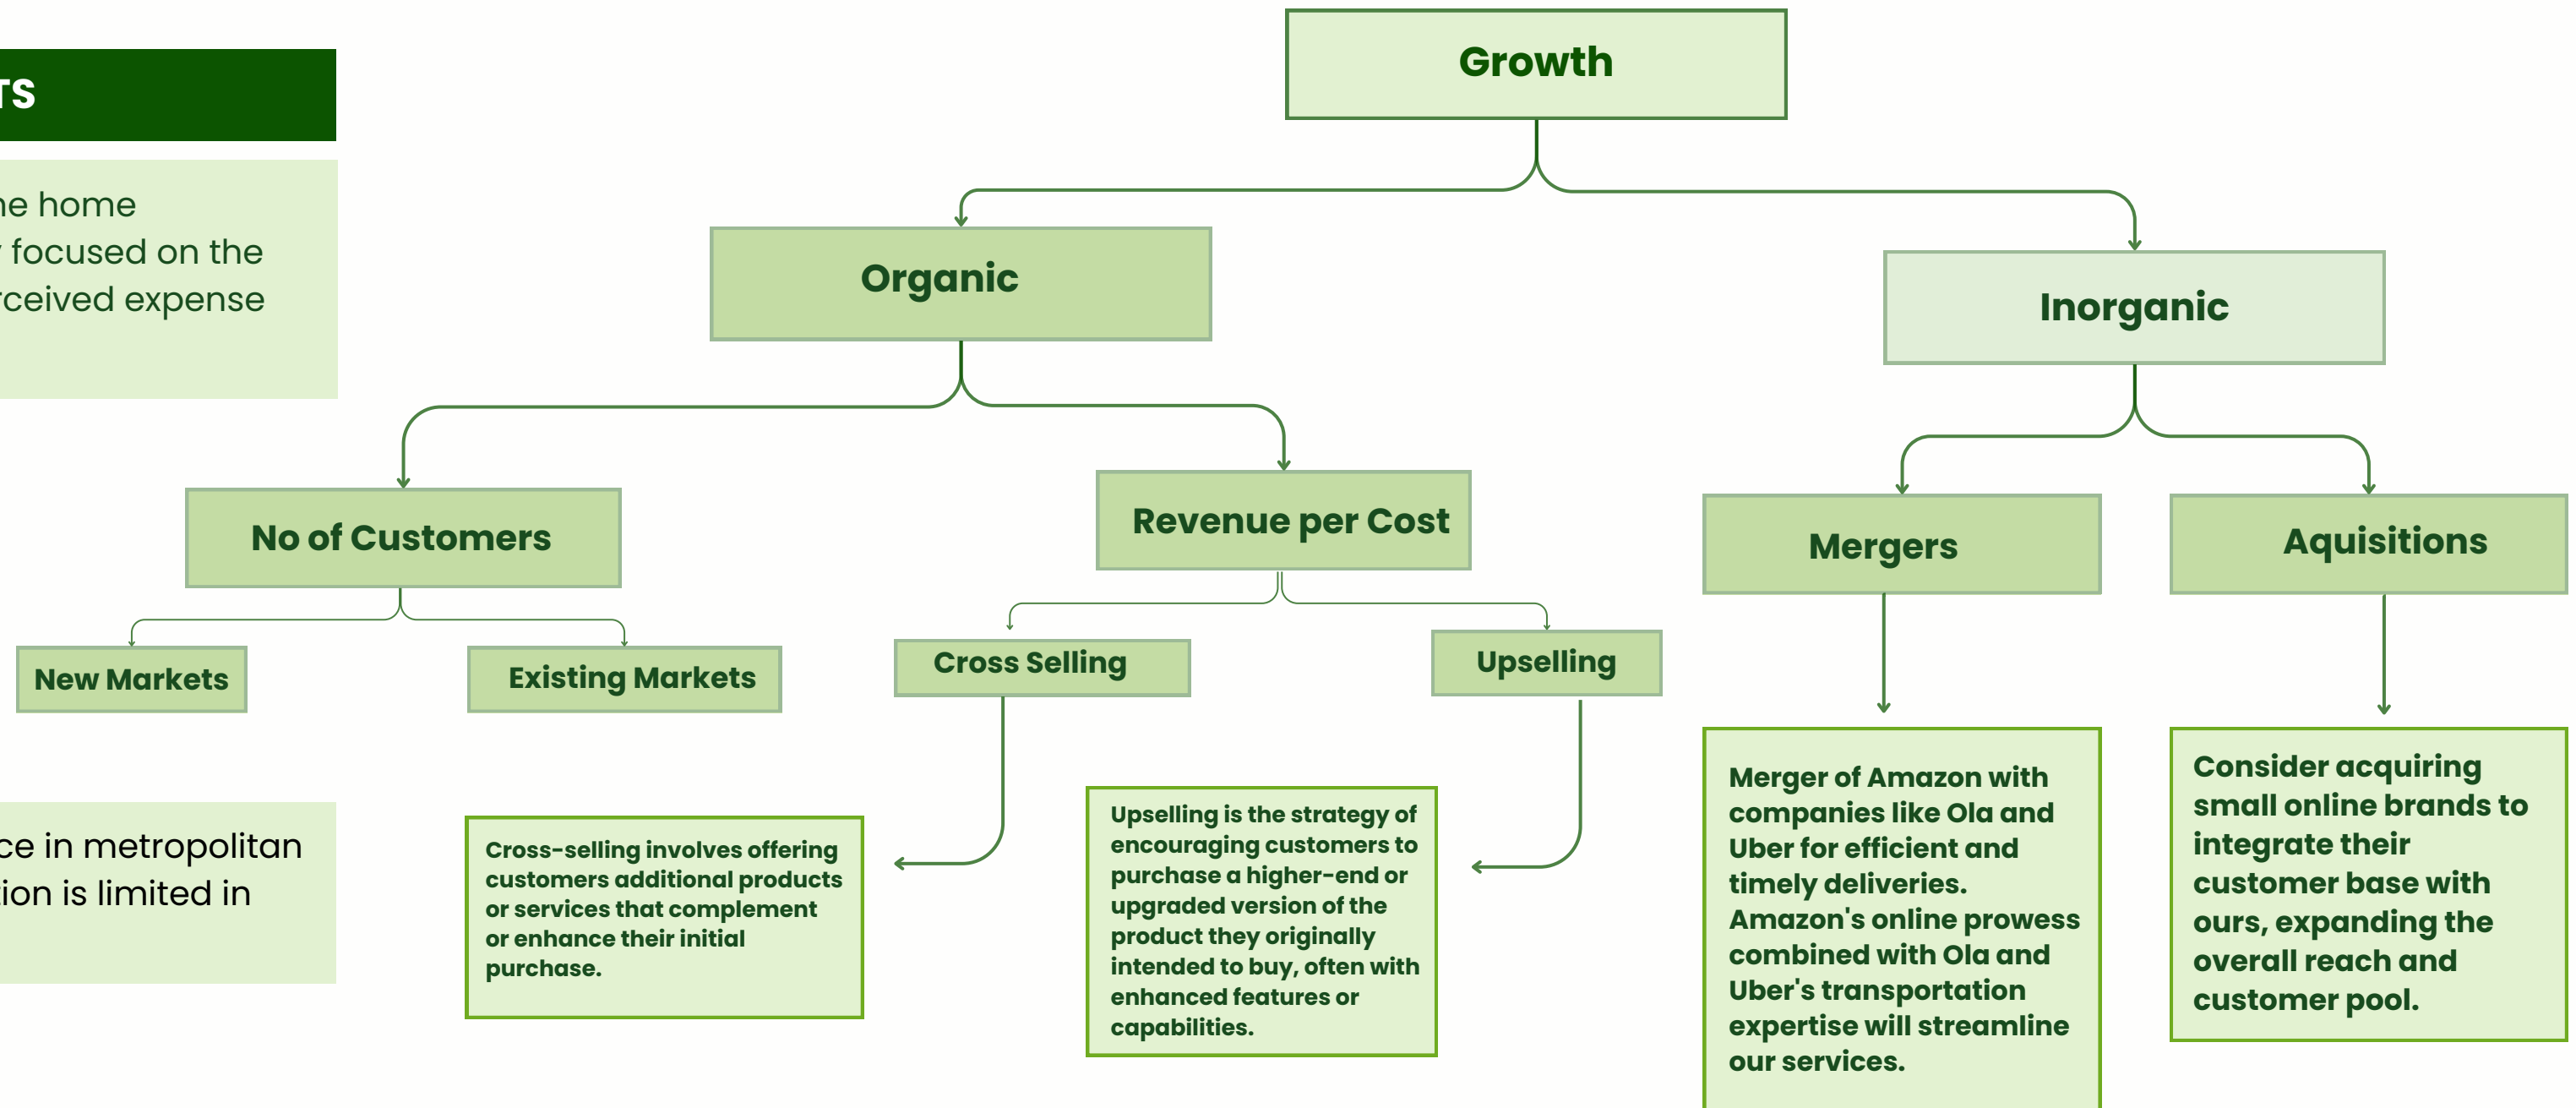 Growth
TS
home
focused on the
expense
Organic
Inorganic
No of Customers
Revenue per Cost
Mergers
Aquisitions
New Markets
Existing Markets
Cross Selling
Upselling
in metropolitan
is limited in
Cross-selling involves offering
customers additional products
or services that complement
or enhance their initial
purchase.
Upselling is the strategy of
encouraging customers to
purchase a higher-end or
upgraded version of the
product they originally
intended to buy, often with
enhanced features or
capabilities.
Merger of Amazon with
companies like Ola and
Uber for efficient and
timely deliveries.
Amazon's online prowess
combined with Ola and
Uber's transportation
expertise will streamline
our services.
Consider acquiring
small online brands to
integrate their
customer base with
ours, expanding the
overall reach and
customer pool.